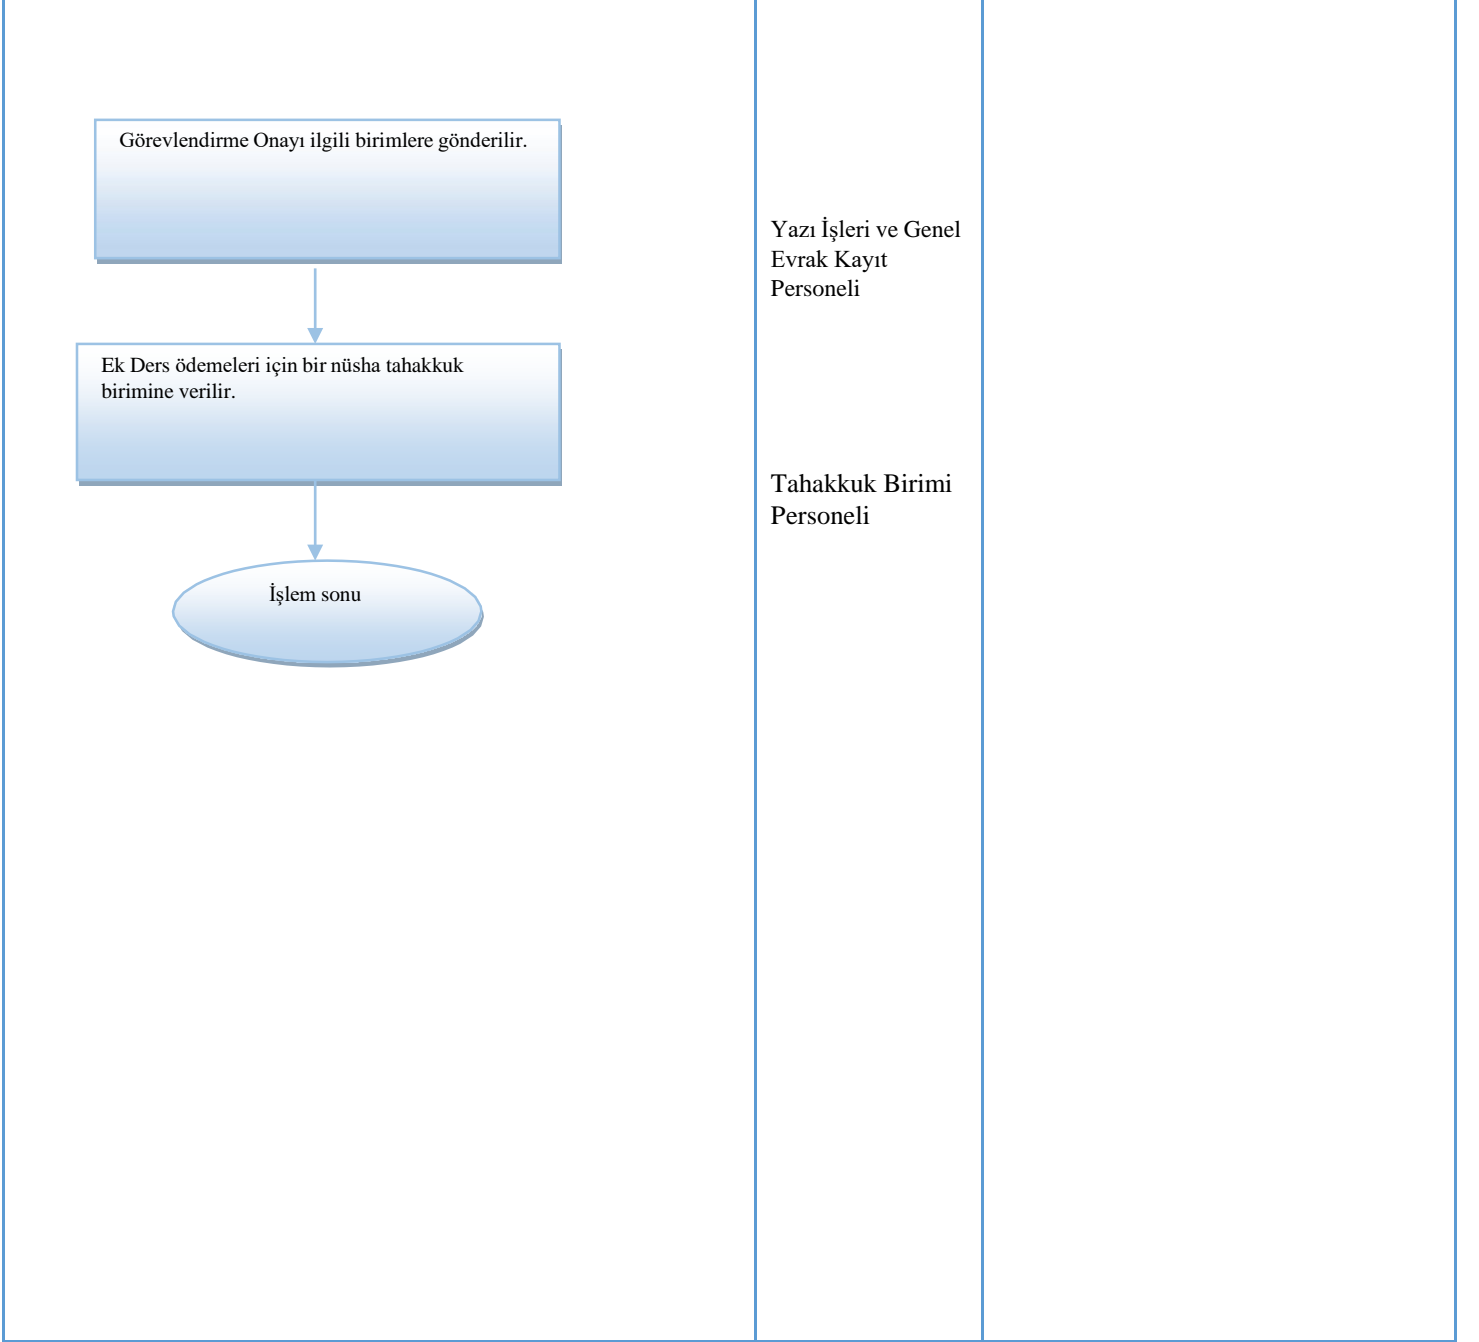 Görevlendirme Onayı ilgili birimlere gönderilir.
Yazı İşleri ve Genel
Evrak Kayıt
Personeli
Ek Ders ödemeleri için bir nüsha tahakkuk
birimine verilir.
Tahakkuk Birimi
Personeli
İşlem sonu